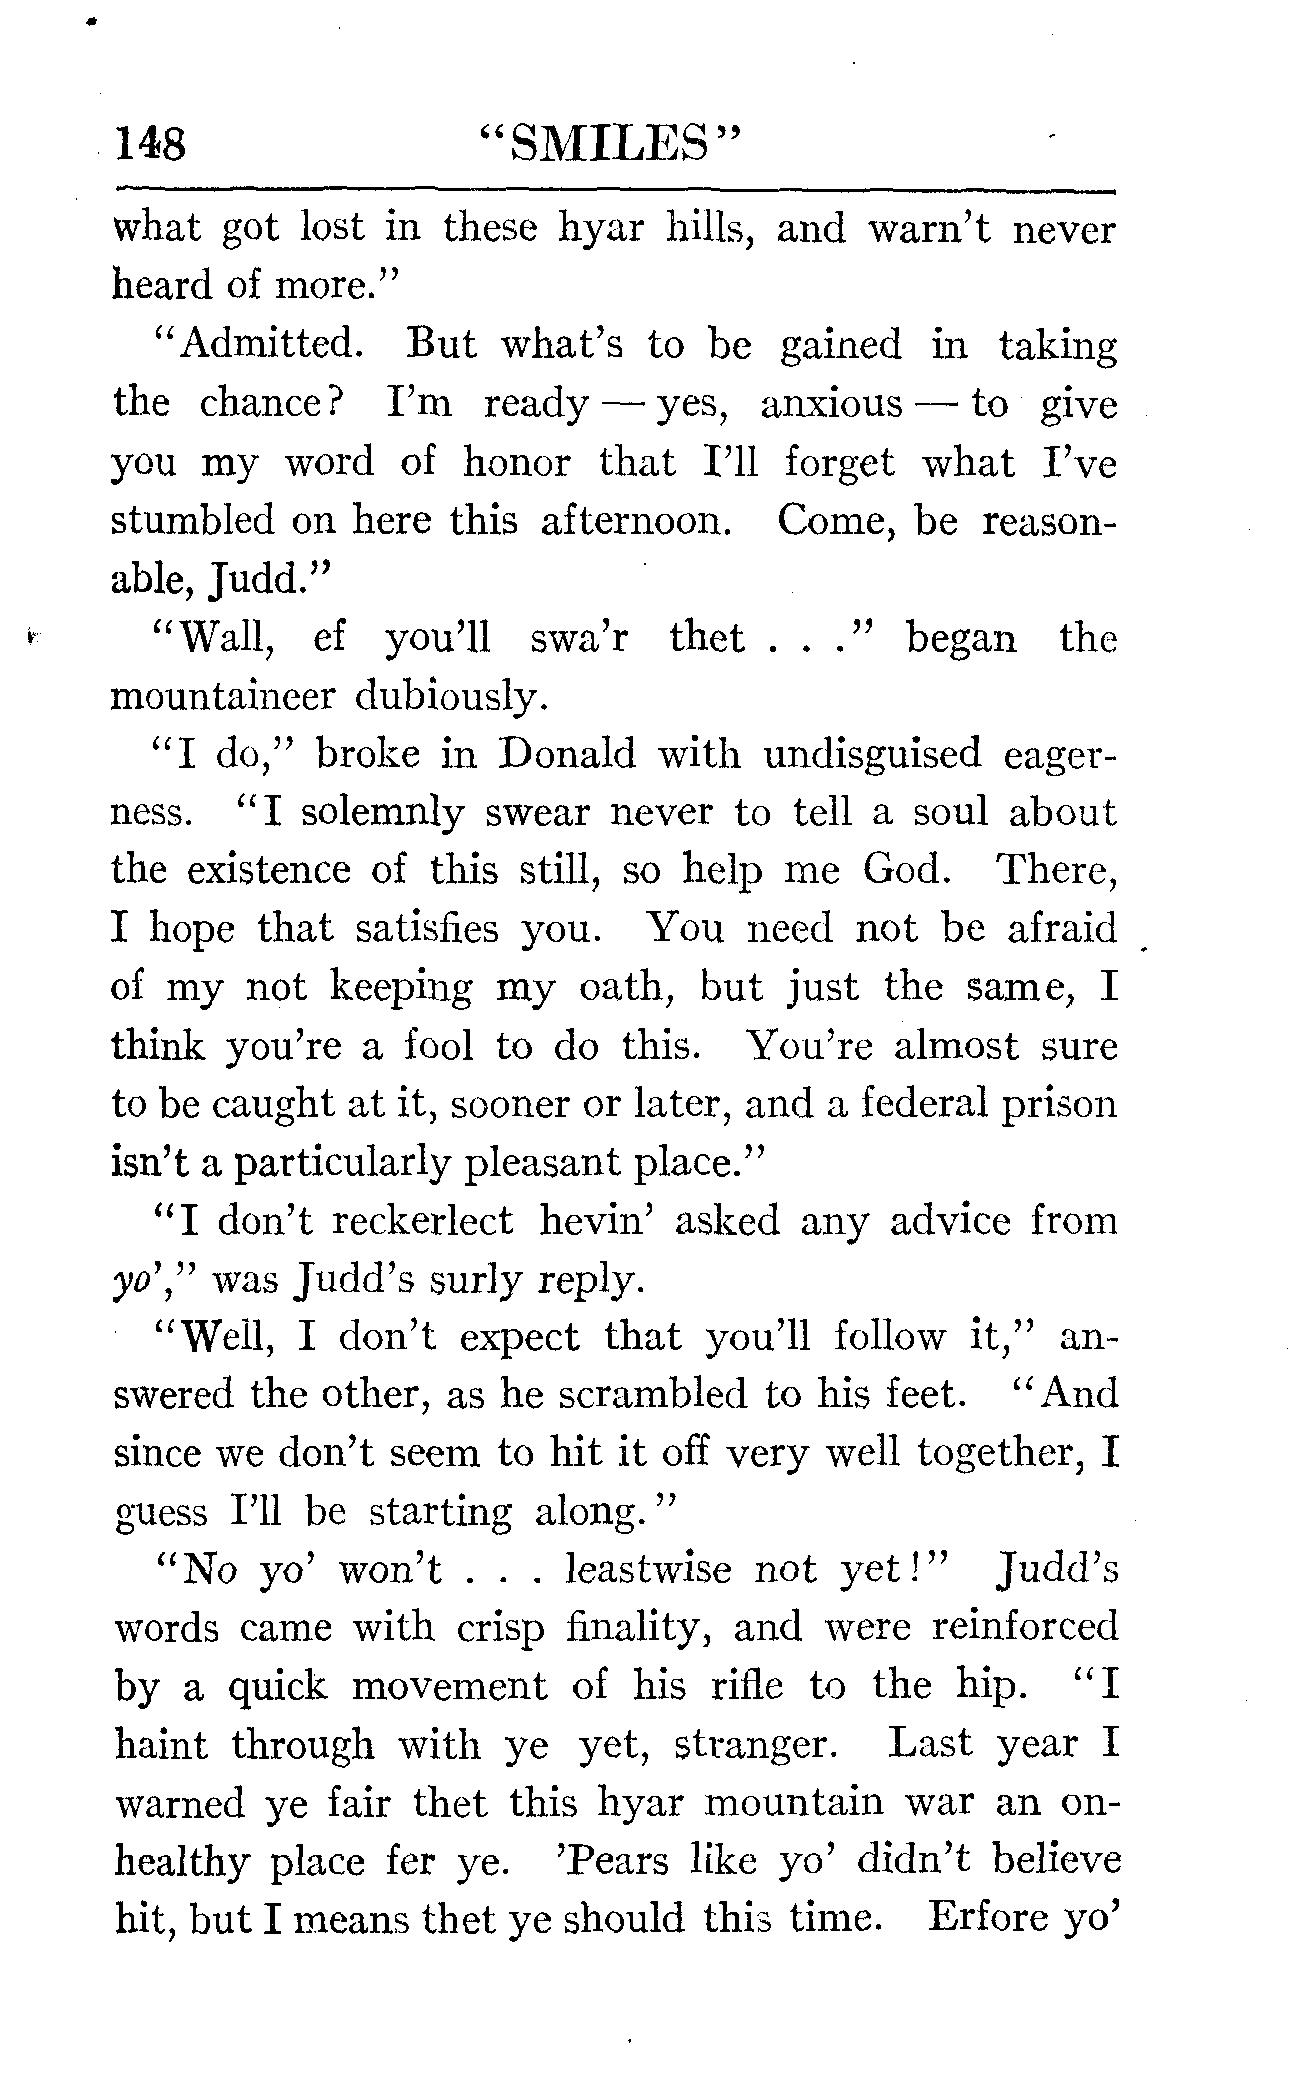 148 "SMILES"
what got lost in these hyar hills, and warn't never
heard of more."
"Admitted. But what's to be gained in taking
the chance? I'm ready — yes, anxious — to give
you my word of honor that I'll forget what I've
stumbled on here this afternoon. Come, be reason-
able, Judd."
"Wall, ef you'll swa'r thet . . ." began the
mountaineer dubiously.
"I do," broke in Donald with undisguised eager-
ness. "I solemnly swear never to tell a soul about
the existence of this still, so help me God. There,
I hope that satisfies you. You need not be afraid
of my not keeping my oath, but just the same, I
think you're a fool to do this. You're almost sure
to be caught at it, sooner or later, and a federal prison
isn't a particularly pleasant place."
"I don't reckerlect hevin' asked any advice from
yo'," was Judd's surly reply.
"Well, I don't expect that you'll follow it," an-
swered the other, as he scrambled to his feet. "And
since we don't seem to hit it off very well together, I
guess I'll be starting along."
"No yo' won't . . . leastwise not yet!" Judd's
words came with crisp finality, and were reinforced
by a quick movement of his rifle to the hip. "I
haint through with ye yet, stranger. Last year I
warned ye fair thet this hyar mountain war an on-
healthy place fer ye. 'Pears like yo' didn't believe
hit, but I means thet ye should this time. Erfore yo'